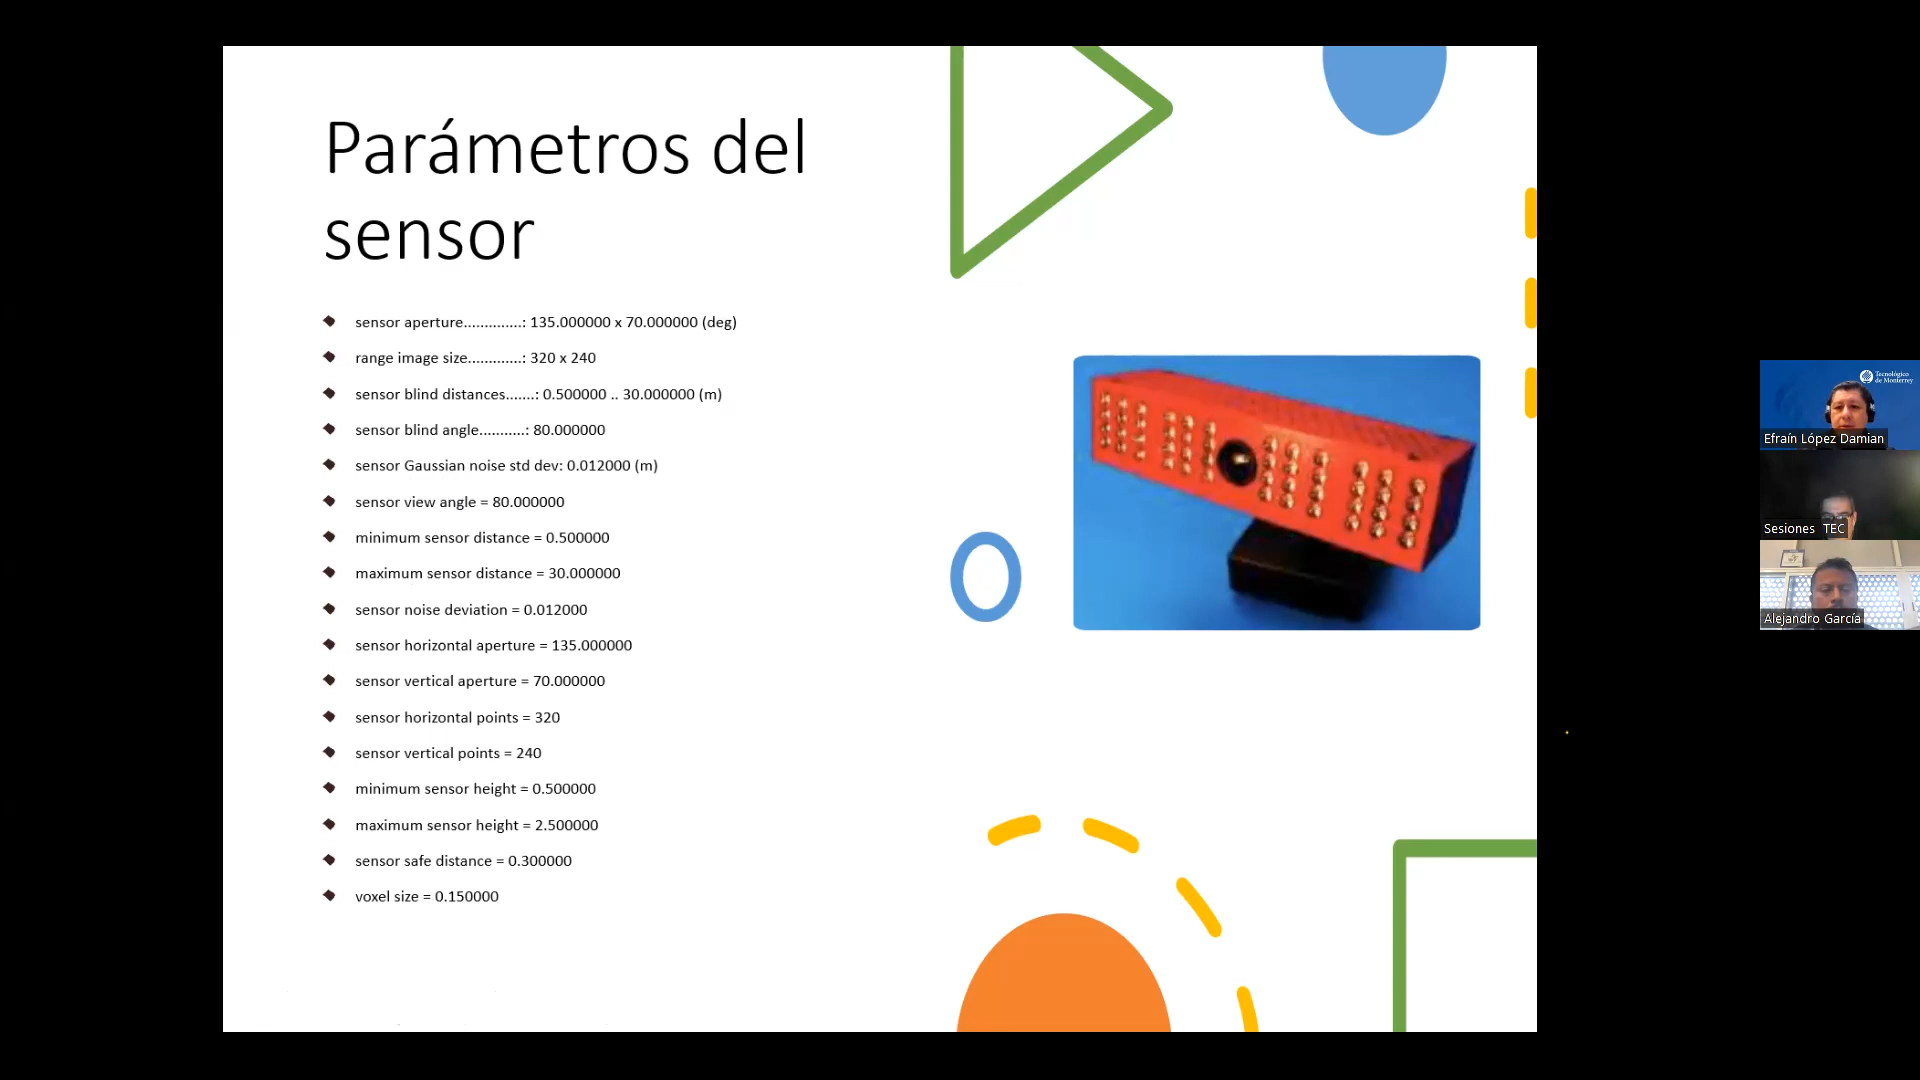 Parámetros del
sensor
sensor aperture..............: 135.000000 x 70.000000 (deg)
range image size.............: 320 x 240
sensor blind distances.......: 0.500000 .. 30.000000 (m)
sensor blind angle...........: 80.000000
sensor Gaussian noise std dev: 0.012000 (m)
sensor view angle = 80.000000
minimum sensor distance = 0.500000
maximum sensor distance = 30.000000
sensor noise deviation = 0.012000
sensor horizontal aperture = 135.000000
sensor vertical aperture = 70.000000
sensor horizontal points = 320
sensor vertical points = 240
minimum sensor height = 0.500000
maximum sensor height = 2.500000
sensor safe distance = 0.300000
voxel size = 0.150000
Tecnológico
de Monterrey
Efraín López Damian
Sesiones TEC
Alejandro García